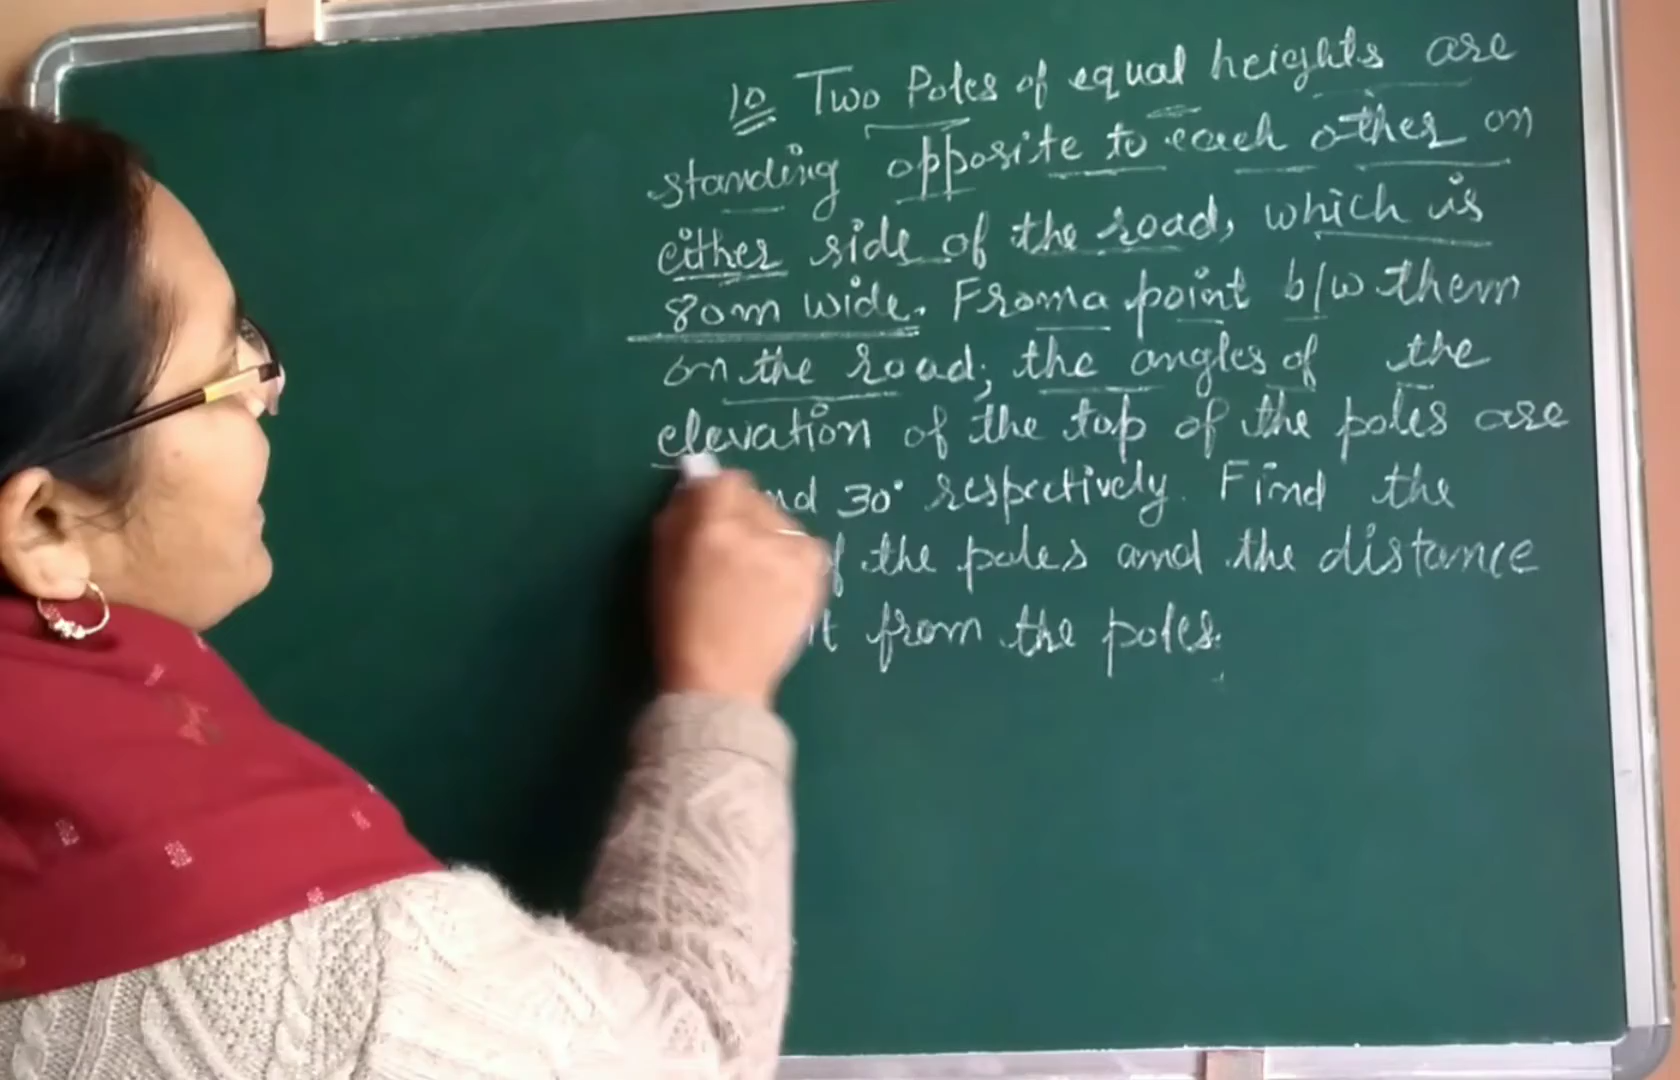 10 Two Poles of equal heights are
standing opposite to each other on
either side of the road, which is
80m wide. From a point b/w them
on the road, the angles of the
elevation of the top of the poles are
nd 30° respectively. Find the
f the poles and the distance
from the poles.